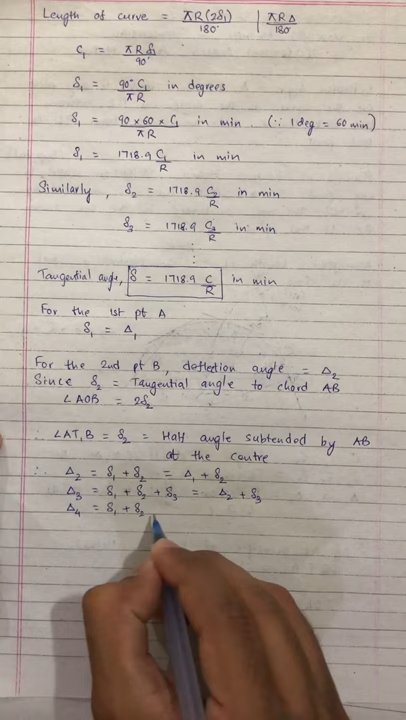 Length of curve = πR(2δ₁)/180° | πRΔ/180
C₁ = πRδ₁/90°
δ₁ = 90° C₁/πR in degrees
δ₁ = 90 × 60 × C₁/πR in min (∵ 1 deg = 60 min)
δ₁ = 1718.9 C₁/R in min
Similarly, δ₂ = 1718.9 C₂/R in min
δ₃ = 1718.9 C₃/R in min
⋮
Tangential angle, δ = 1718.9 C/R in min
For the 1st pt A
δ₁ = Δ₁
For the 2nd pt B, deflection angle = Δ₂
Since δ₂ = Tangential angle to chord AB
∠AOB = 2δ₂
∴ ∠AT₁B = δ₂ = Half angle subtended by AB
at the centre
∴ Δ₂ = δ₁ + δ₂ = Δ₁ + δ₂
Δ₃ = δ₁ + δ₂ + δ₃ = Δ₂ + δ₃
Δ₄ = δ₁ + δ₂